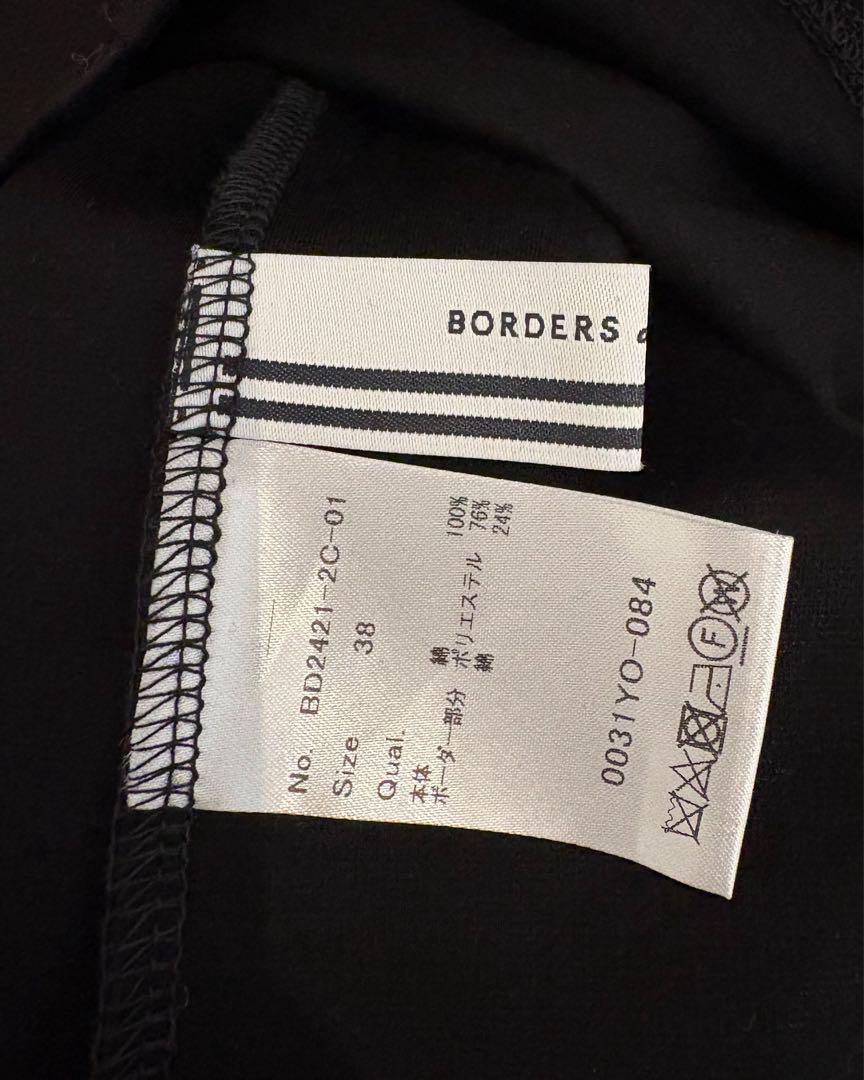 BORDERS
No. BD2421-2C-01
Size 38
Qual.
本体 綿 100%
ボーダー部分 ポリエステル 76%
綿 24%
0031YO-084
F
W